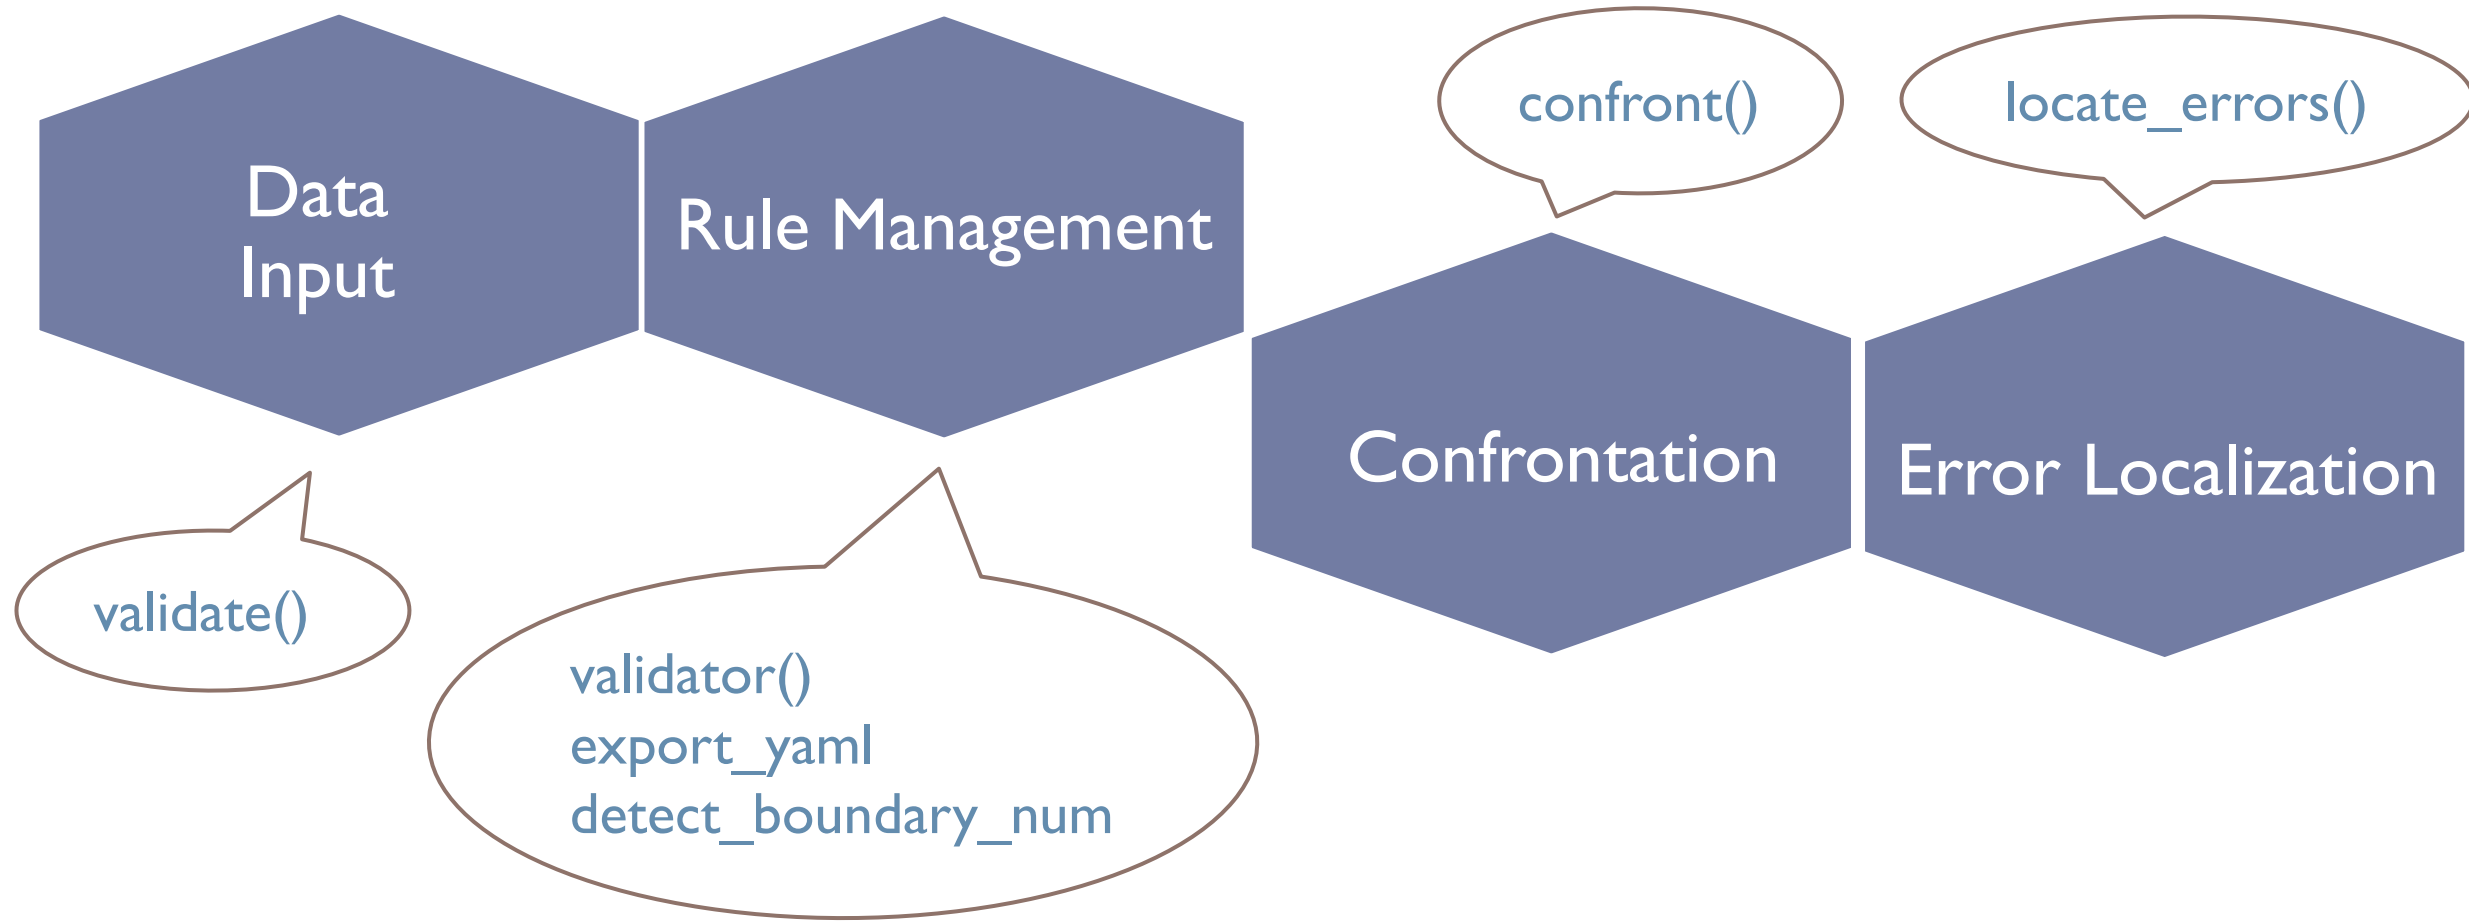 Data
Input
Rule Management
confront()
locate_errors()
Confrontation
Error Localization
validate()
validator()
export_yaml
detect_boundary_num